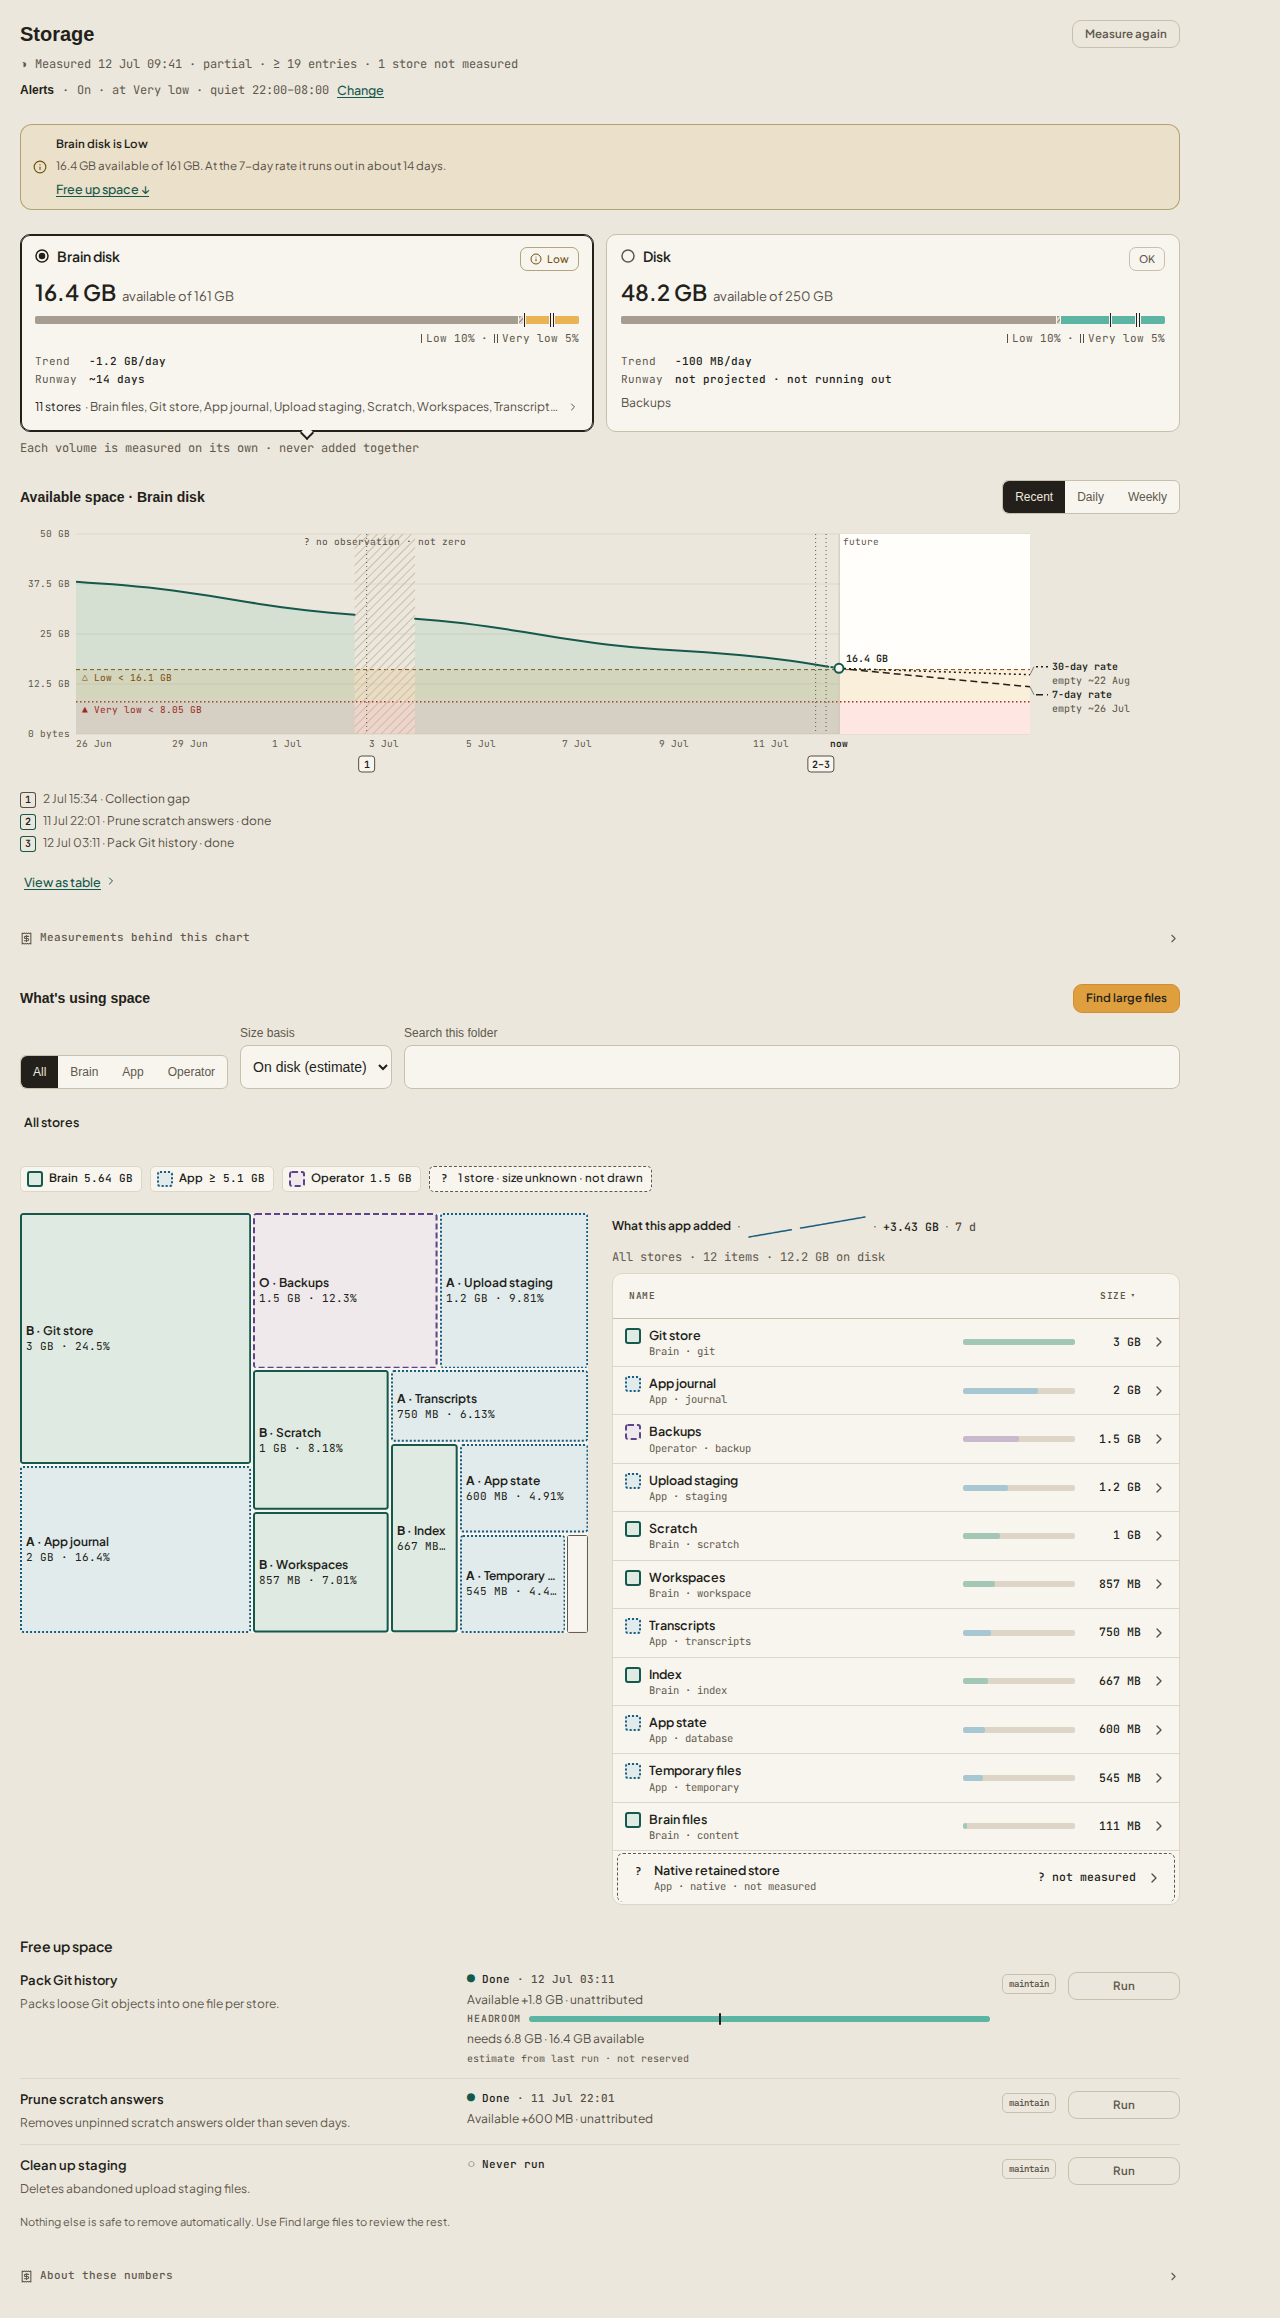 Storage
Measure again
Measured 12 Jul 09:41 · partial · ≥ 19 entries · 1 store not measured
Alerts · On · at Very low · quiet 22:00–08:00 Change
Brain disk is Low
16.4 GB available of 161 GB. At the 7-day rate it runs out in about 14 days.
Free up space ↓
Brain disk
Low
16.4 GB available of 161 GB
Low 10% · Very low 5%
Trend -1.2 GB/day
Runway ~14 days
11 stores · Brain files, Git store, App journal, Upload staging, Scratch, Workspaces, Transcript…
Disk
OK
48.2 GB available of 250 GB
Low 10% · Very low 5%
Trend -100 MB/day
Runway not projected · not running out
Backups
Each volume is measured on its own · never added together
Available space · Brain disk
Recent Daily Weekly
50 GB
37.5 GB
25 GB
12.5 GB
0 bytes
? no observation · not zero
future
16.4 GB
△ Low < 16.1 GB
▲ Very low < 8.05 GB
30-day rate
empty ~22 Aug
7-day rate
empty ~26 Jul
26 Jun 29 Jun 1 Jul 3 Jul 5 Jul 7 Jul 9 Jul 11 Jul now
1
2–3
1 2 Jul 15:34 · Collection gap
2 11 Jul 22:01 · Prune scratch answers · done
3 12 Jul 03:11 · Pack Git history · done
View as table
Measurements behind this chart
What's using space
Find large files
All Brain App Operator
Size basis
On disk (estimate)
Search this folder
All stores
Brain 5.64 GB
App ≥ 5.1 GB
Operator 1.5 GB
? 1 store · size unknown · not drawn
B · Git store
3 GB · 24.5%
O · Backups
1.5 GB · 12.3%
A · Upload staging
1.2 GB · 9.81%
A · Transcripts
750 MB · 6.13%
B · Scratch
1 GB · 8.18%
A · App state
600 MB · 4.91%
B · Index
667 MB…
A · App journal
2 GB · 16.4%
B · Workspaces
857 MB · 7.01%
A · Temporary …
545 MB · 4.4…
What this app added · · +3.43 GB · 7 d
All stores · 12 items · 12.2 GB on disk
NAME SIZE
Git store
Brain · git
3 GB
App journal
App · journal
2 GB
Backups
Operator · backup
1.5 GB
Upload staging
App · staging
1.2 GB
Scratch
Brain · scratch
1 GB
Workspaces
Brain · workspace
857 MB
Transcripts
App · transcripts
750 MB
Index
Brain · index
667 MB
App state
App · database
600 MB
Temporary files
App · temporary
545 MB
Brain files
Brain · content
111 MB
? Native retained store
App · native · not measured
? not measured
Free up space
Pack Git history
Packs loose Git objects into one file per store.
Done · 12 Jul 03:11
Available +1.8 GB · unattributed
HEADROOM
needs 6.8 GB · 16.4 GB available
estimate from last run · not reserved
maintain
Run
Prune scratch answers
Removes unpinned scratch answers older than seven days.
Done · 11 Jul 22:01
Available +600 MB · unattributed
maintain
Run
Clean up staging
Deletes abandoned upload staging files.
Never run
maintain
Run
Nothing else is safe to remove automatically. Use Find large files to review the rest.
About these numbers